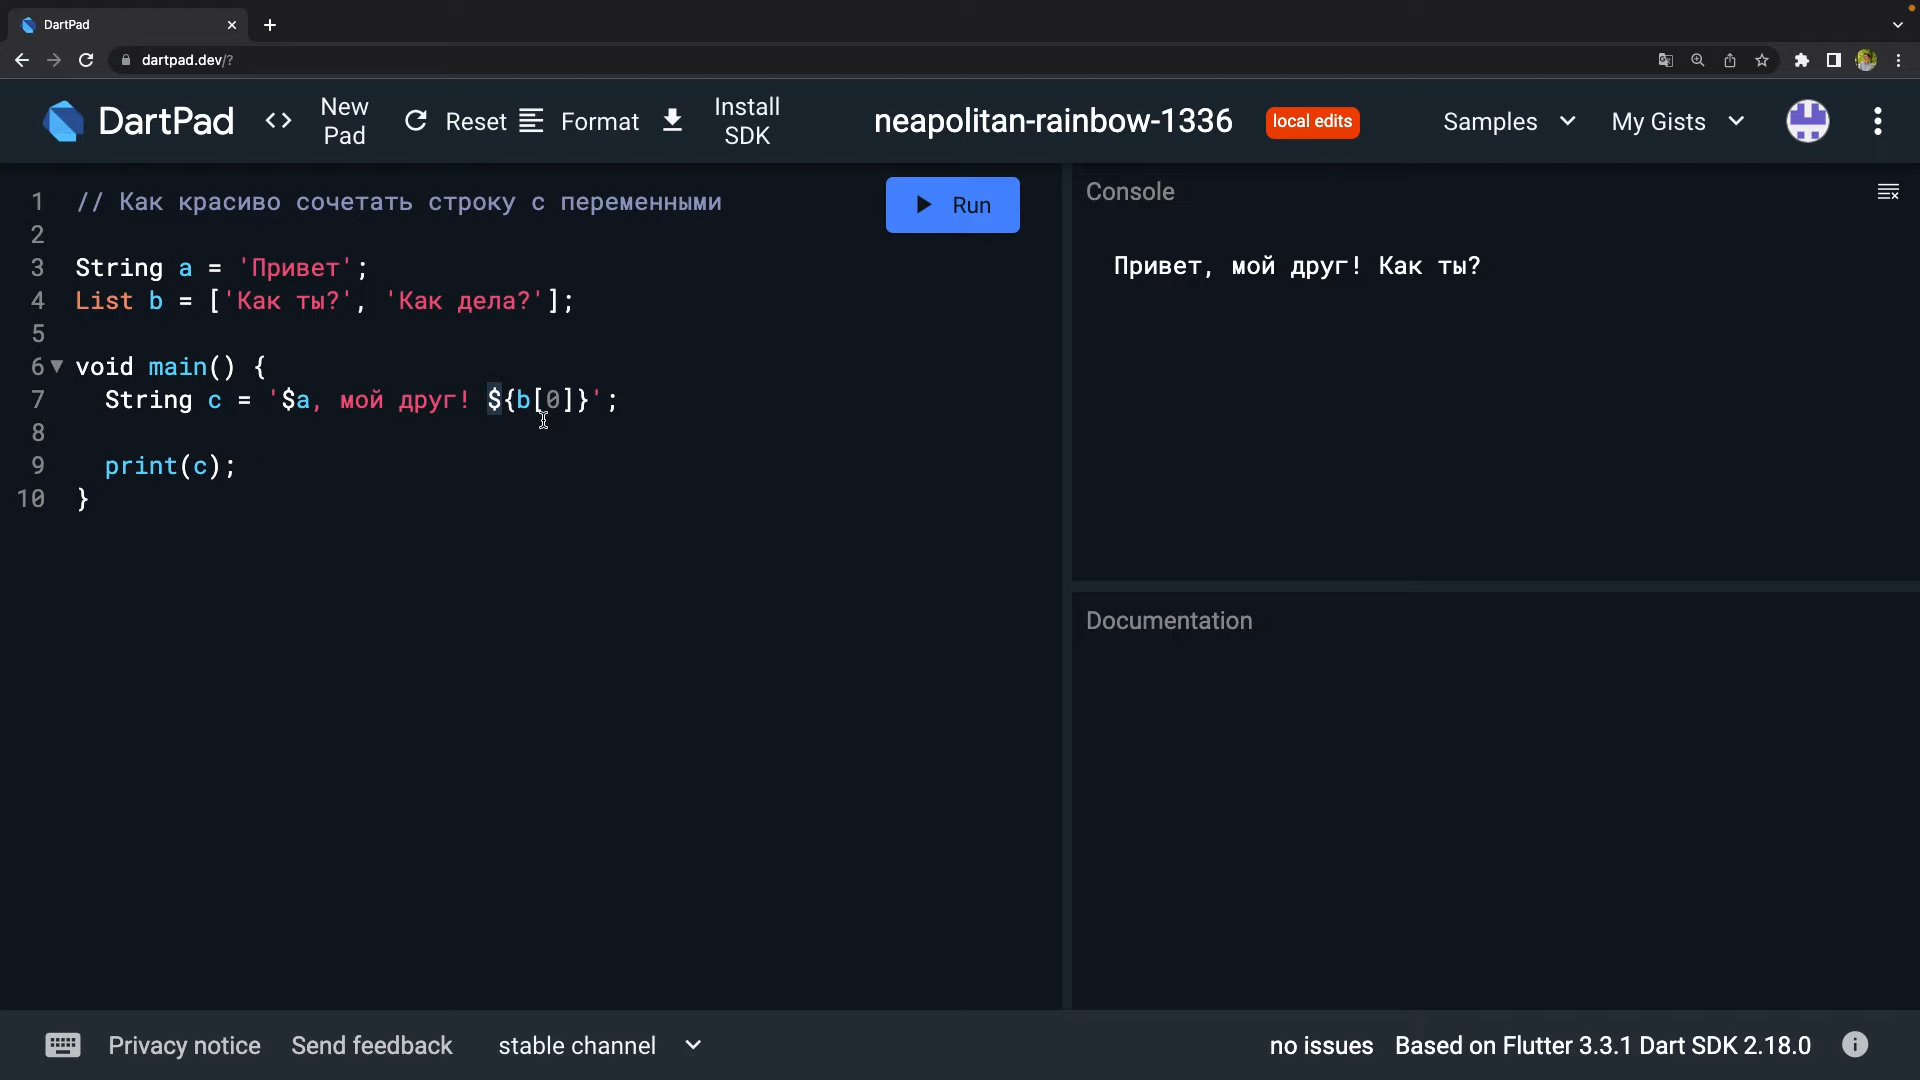 DartPad
dartpad.dev/?
DartPad
New Pad
Reset
Format
Install SDK
neapolitan-rainbow-1336
local edits
Samples
My Gists
1 // Как красиво сочетать строку с переменными
2
3 String a = 'Привет';
4 List b = ['Как ты?', 'Как дела?'];
5
6 void main() {
7 String c = '$a, мой друг! ${b[0]}';
8
9 print(c);
10 }
Run
Console
Привет, мой друг! Как ты?
Documentation
Privacy notice
Send feedback
stable channel
no issues
Based on Flutter 3.3.1 Dart SDK 2.18.0